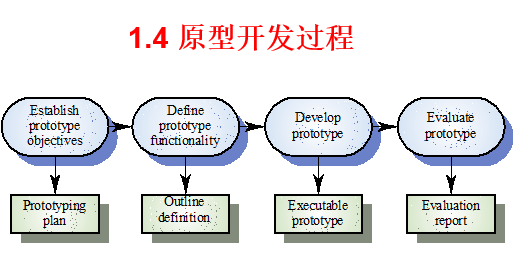 1.4 原型开发过程
Establish
prototype
objectives
Define
prototype
functionality
Develop
prototype
Evaluate
prototype
Prototyping
plan
Outline
definition
Executable
prototype
Evaluation
report